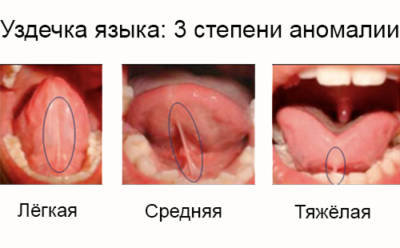 Уздечка языка: 3 степени аномалии
Лёгкая
Средняя
Тяжёлая